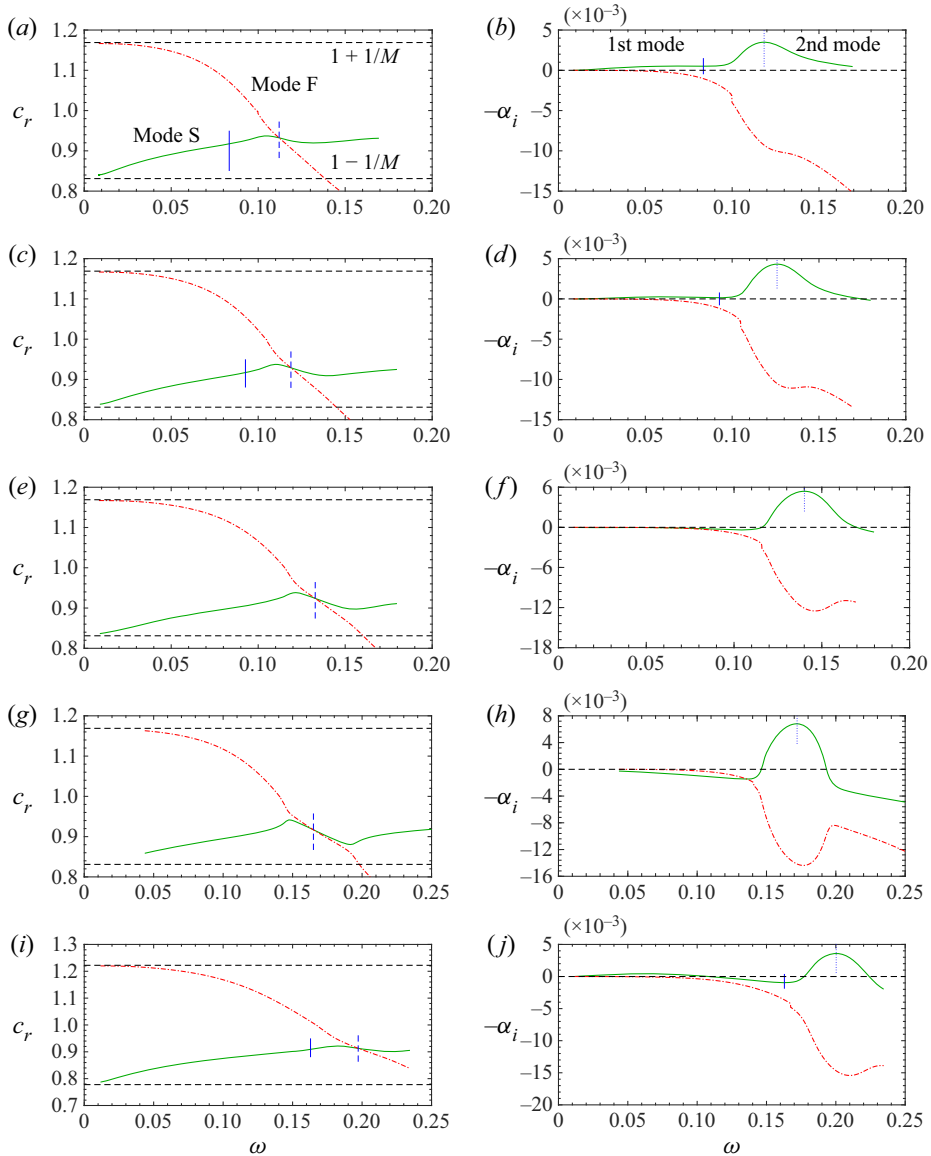 (a)
1.2
1.1
1.0
0.9
0.8
c_r
1 + 1/M
Mode F
Mode S
1 − 1/M
0 0.05 0.10 0.15 0.20
(b)
(×10⁻³)
5
0
−5
−10
−15
−α_i
1st mode 2nd mode
0 0.05 0.10 0.15 0.20
(c)
1.2
1.1
1.0
0.9
0.8
c_r
0 0.05 0.10 0.15 0.20
(d)
(×10⁻³)
5
0
−5
−10
−15
−α_i
0 0.05 0.10 0.15 0.20
(e)
1.2
1.1
1.0
0.9
0.8
c_r
0 0.05 0.10 0.15 0.20
(f)
(×10⁻³)
6
0
−6
−12
−18
−α_i
0 0.05 0.10 0.15 0.20
(g)
1.2
1.1
1.0
0.9
0.8
c_r
0 0.05 0.10 0.15 0.20 0.25
(h)
(×10⁻³)
8
4
0
−4
−8
−12
−16
−α_i
0 0.05 0.10 0.15 0.20 0.25
(i)
1.3
1.2
1.1
1.0
0.9
0.8
0.7
c_r
0 0.05 0.10 0.15 0.20 0.25
ω
(j)
(×10⁻³)
5
0
−5
−10
−15
−20
−α_i
0 0.05 0.10 0.15 0.20 0.25
ω